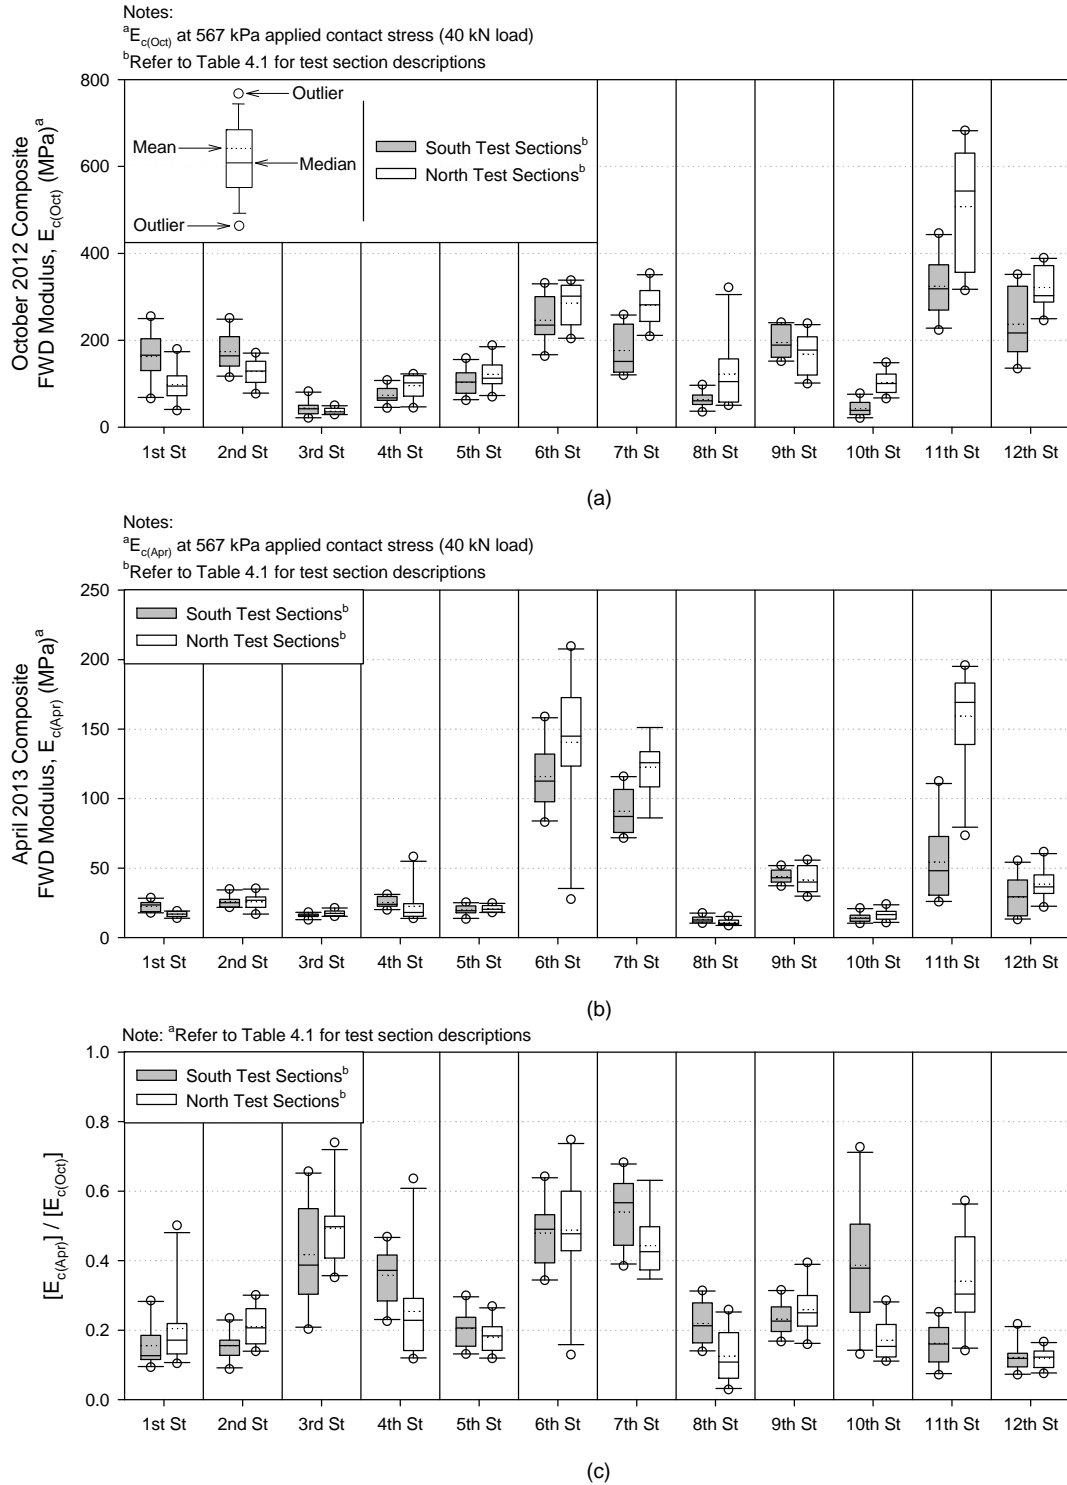 Notes:
ᵃE_c(Oct) at 567 kPa applied contact stress (40 kN load)
ᵇRefer to Table 4.1 for test section descriptions
October 2012 Composite
FWD Modulus, E_c(Oct) (MPa)ᵃ
800
600
400
200
0
Outlier
Mean
Median
Outlier
South Test Sectionsᵇ
North Test Sectionsᵇ
1st St 2nd St 3rd St 4th St 5th St 6th St 7th St 8th St 9th St 10th St 11th St 12th St
(a)
Notes:
ᵃE_c(Apr) at 567 kPa applied contact stress (40 kN load)
ᵇRefer to Table 4.1 for test section descriptions
April 2013 Composite
FWD Modulus, E_c(Apr) (MPa)ᵃ
250
200
150
100
50
0
South Test Sectionsᵇ
North Test Sectionsᵇ
1st St 2nd St 3rd St 4th St 5th St 6th St 7th St 8th St 9th St 10th St 11th St 12th St
(b)
Note: ᵃRefer to Table 4.1 for test section descriptions
[E_c(Apr)] / [E_c(Oct)]
1.0
0.8
0.6
0.4
0.2
0.0
South Test Sectionsᵇ
North Test Sectionsᵇ
1st St 2nd St 3rd St 4th St 5th St 6th St 7th St 8th St 9th St 10th St 11th St 12th St
(c)